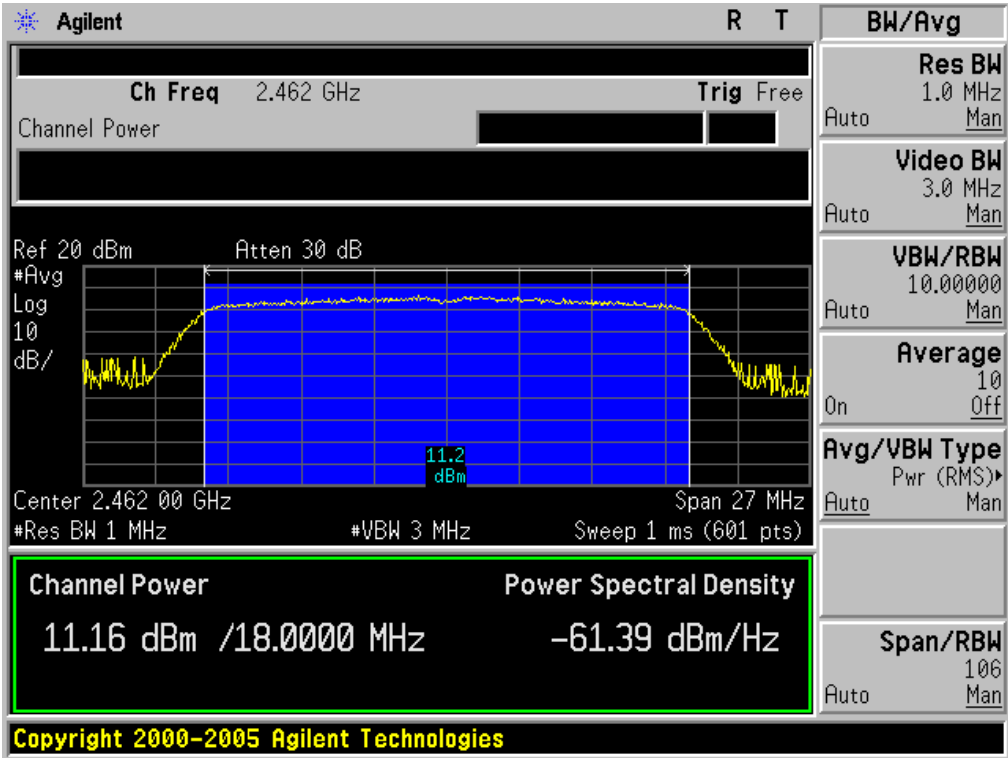 Agilent R T
Ch Freq 2.462 GHz Trig Free
Channel Power
Ref 20 dBm Atten 30 dB
#Avg
Log
10
dB/
11.2
dBm
Center 2.462 00 GHz Span 27 MHz
#Res BW 1 MHz #VBW 3 MHz Sweep 1 ms (601 pts)
Channel Power Power Spectral Density
11.16 dBm /18.0000 MHz -61.39 dBm/Hz
Copyright 2000-2005 Agilent Technologies
BW/Avg
Res BW
1.0 MHz
Auto Man
Video BW
3.0 MHz
Auto Man
VBW/RBW
10.00000
Auto Man
Average
10
On Off
Avg/VBW Type
Pwr (RMS)▸
Auto Man
Span/RBW
106
Auto Man